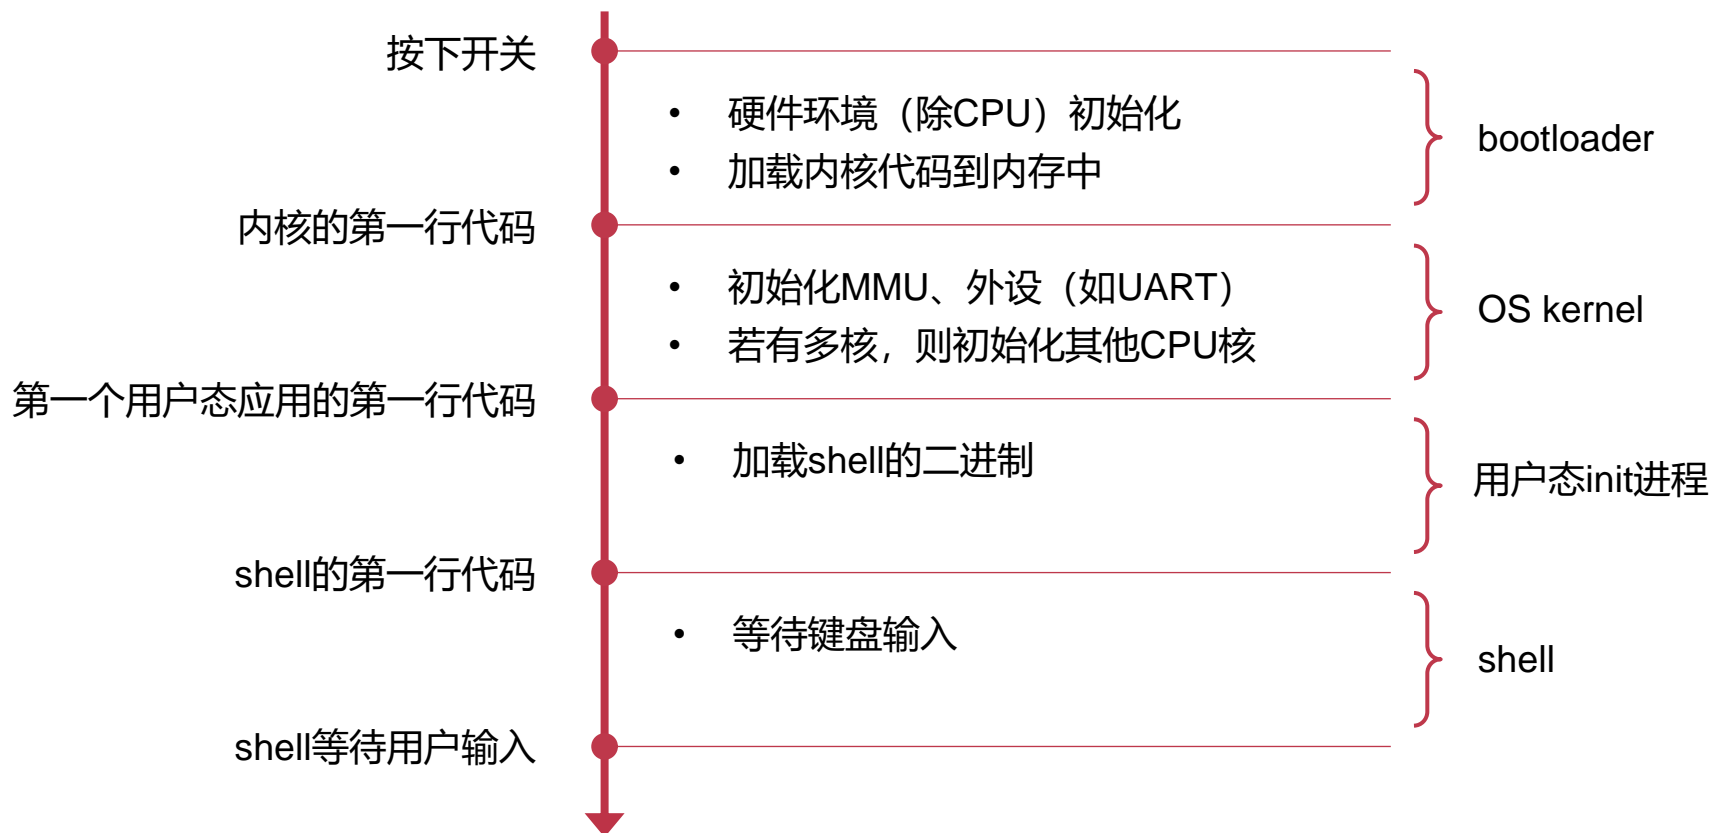 按下开关
• 硬件环境（除CPU）初始化
• 加载内核代码到内存中
bootloader
内核的第一行代码
• 初始化MMU、外设（如UART）
• 若有多核，则初始化其他CPU核
OS kernel
第一个用户态应用的第一行代码
• 加载shell的二进制
用户态init进程
shell的第一行代码
• 等待键盘输入
shell
shell等待用户输入